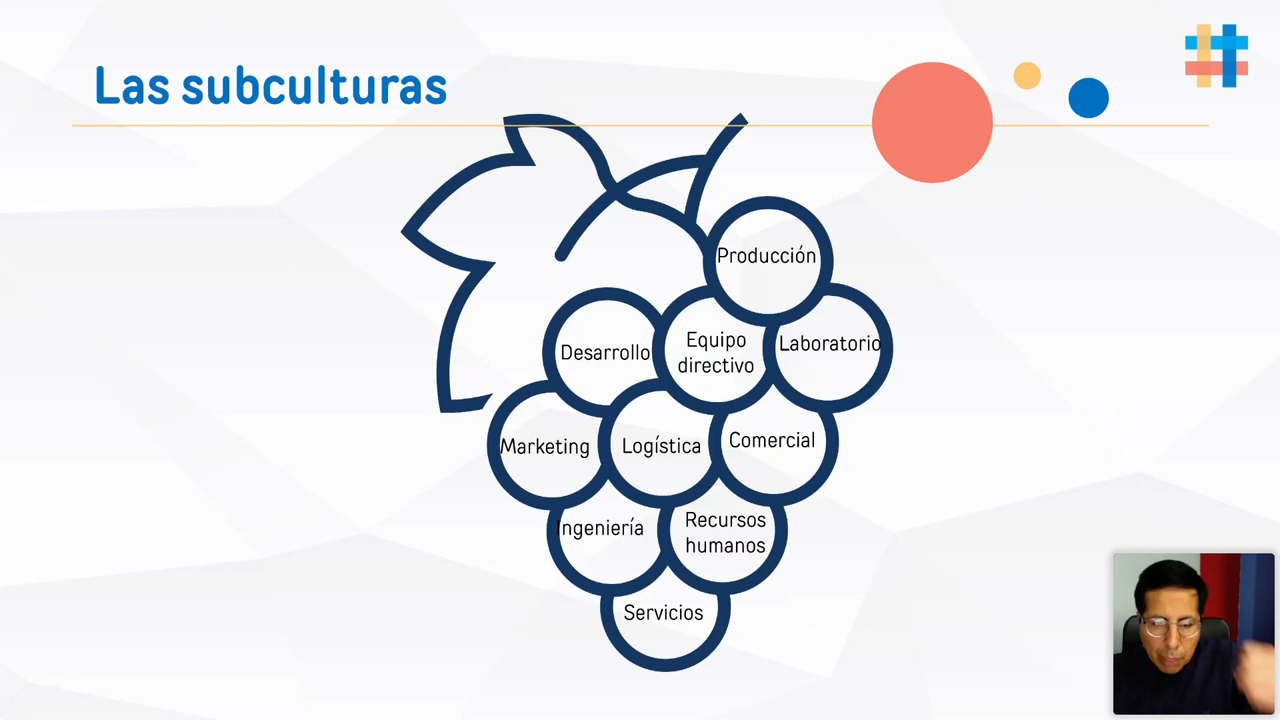 Las subculturas
Producción
Desarrollo
Equipo
directivo
Laboratorio
Marketing
Logística
Comercial
Ingeniería
Recursos
humanos
Servicios